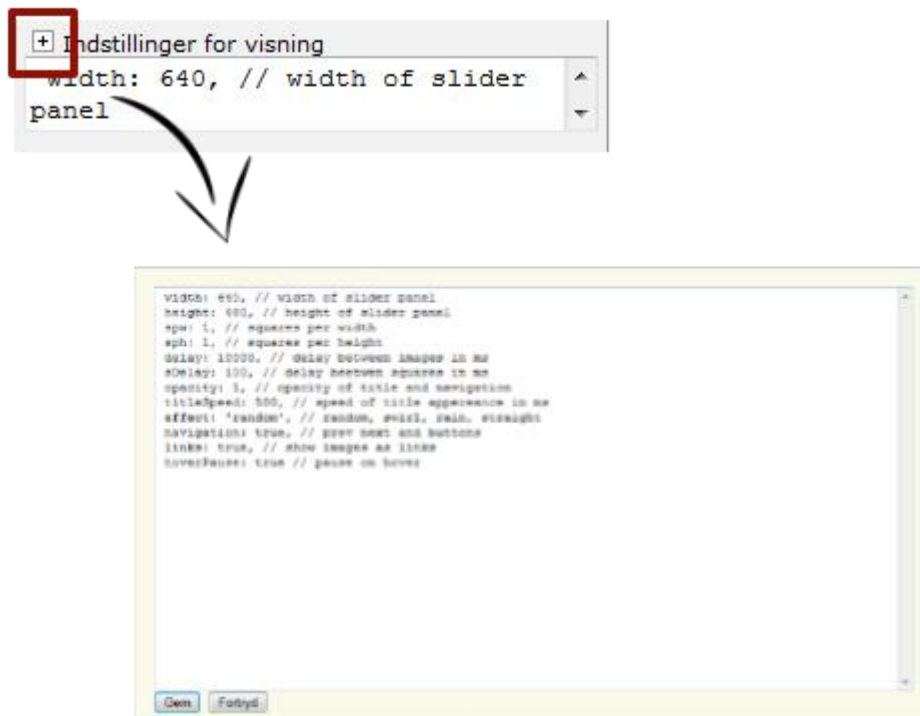 + Indstillinger for visning
width: 640, // width of slider
panel
width: 640, // width of slider panel
height: 480, // height of slider panel
spw: 1, // squares per width
sph: 1, // squares per height
delay: 10000, // delay between images in ms
sDelay: 100, // delay beetwen squares in ms
opacity: 1, // opacity of title and navigation
titleSpeed: 500, // speed of title appereance in ms
effect: 'random', // random, swirl, rain, straight
navigation: true, // prev next and buttons
links: true, // show images as links
hoverPause: true // pause on hover
Gem
Fortryd